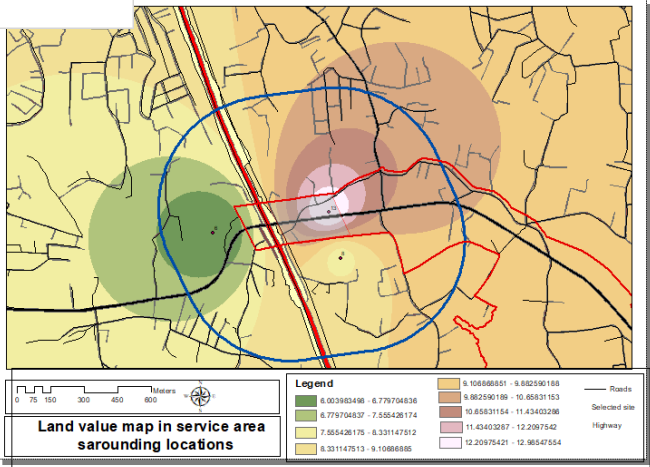 Meters
0 75 150 300 450 600
Land value map in service area
sarounding locations
Legend
6.003983498 - 6.779704836
6.779704837 - 7.555426174
7.555426175 - 8.331147512
8.331147513 - 9.10686885
9.106868851 - 9.882590188
9.882590189 - 10.65831153
10.65831154 - 11.43403286
11.43403287 - 12.2097542
12.20975421 - 12.98547554
Roads
Selected site
Highway